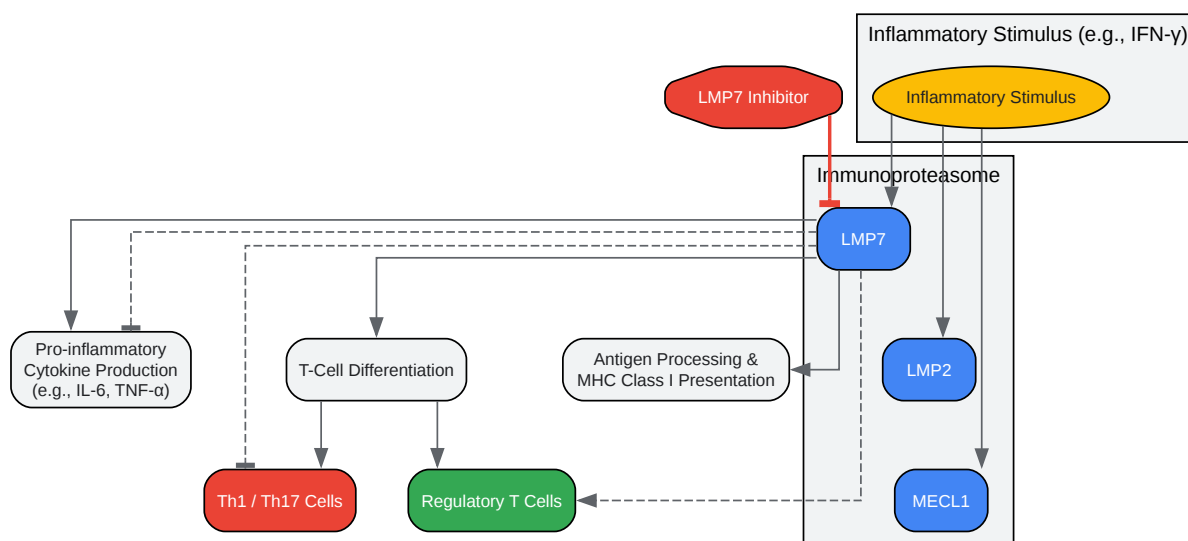 Inflammatory Stimulus (e.g., IFN-γ)
LMP7 Inhibitor
Inflammatory Stimulus
Immunoproteasome
LMP7
Pro-inflammatory
Cytokine Production
(e.g., IL-6, TNF-α)
T-Cell Differentiation
Antigen Processing &
MHC Class I Presentation
LMP2
Th1 / Th17 Cells
Regulatory T Cells
MECL1